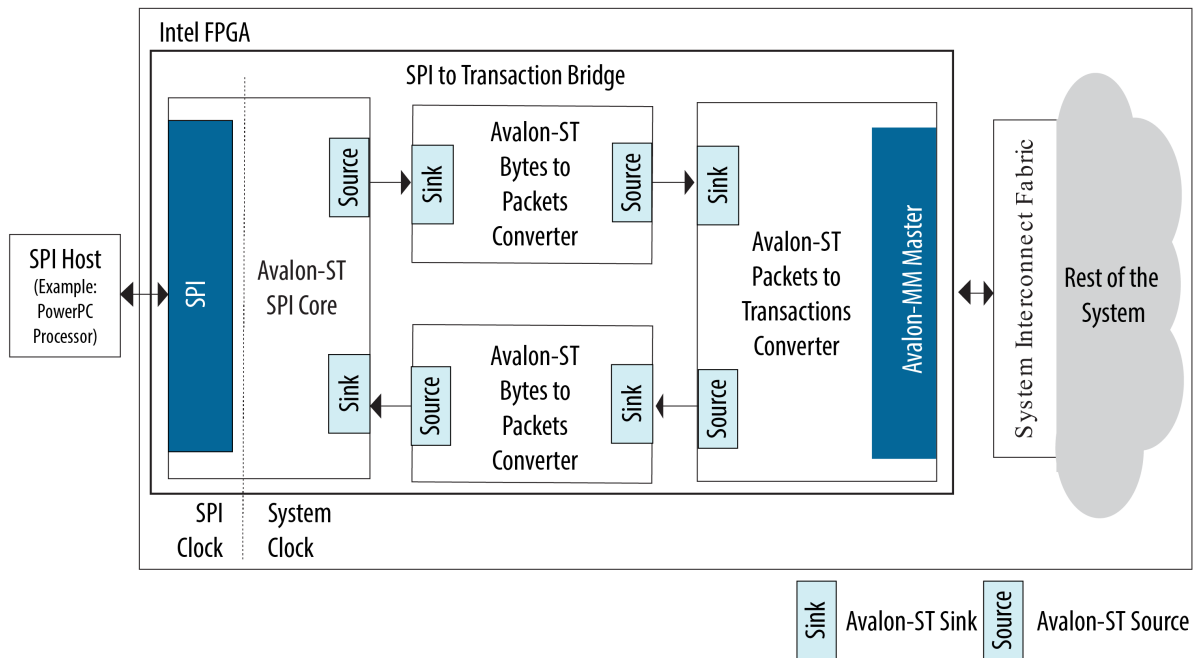 Intel FPGA
SPI to Transaction Bridge
SPI Host
(Example:
PowerPC
Processor)
SPI
Avalon-ST
SPI Core
Source
Sink
Sink
Avalon-ST
Bytes to
Packets
Converter
Source
Source
Avalon-ST
Bytes to
Packets
Converter
Sink
Sink
Avalon-ST
Packets to
Transactions
Converter
Source
Avalon-MM Master
System Interconnect Fabric
Rest of the
System
SPI
Clock
System
Clock
Sink
Avalon-ST Sink
Source
Avalon-ST Source